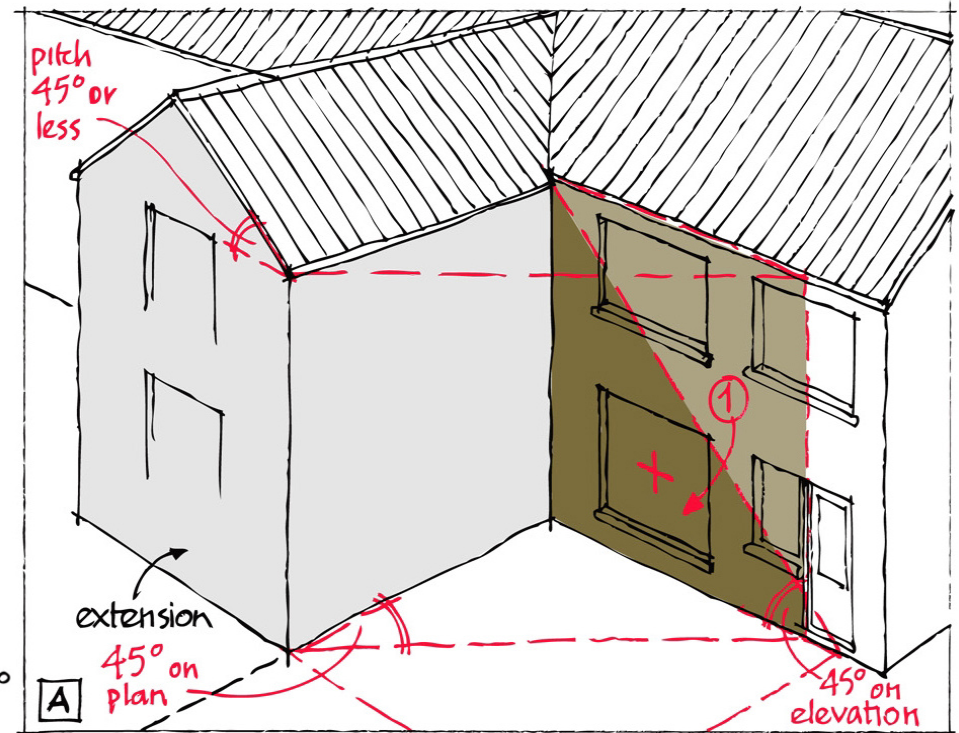 pitch
45° or
less
1
extension
45° on
plan
A
45° on
elevation